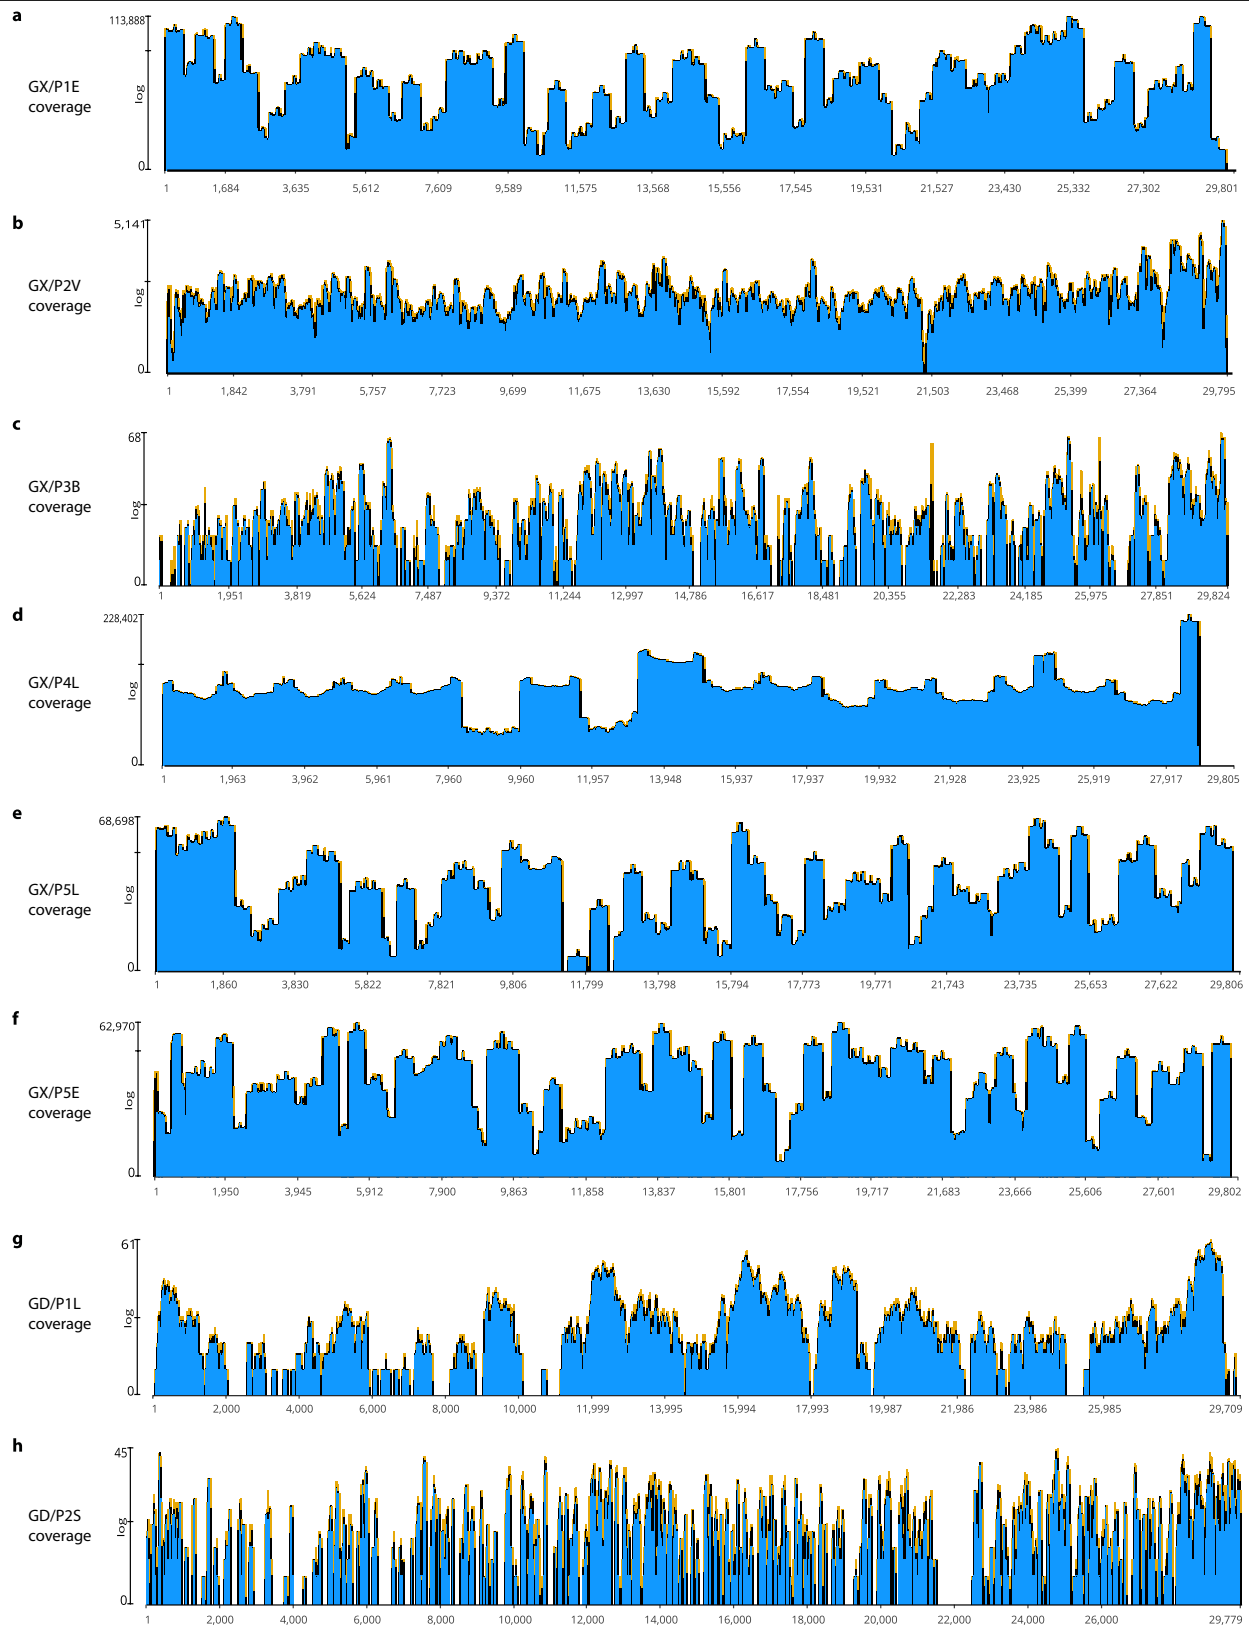 a
113,888
GX/P1E
coverage
log
0
1 1,684 3,635 5,612 7,609 9,589 11,575 13,568 15,556 17,545 19,531 21,527 23,430 25,332 27,302 29,801
b
5,141
GX/P2V
coverage
log
0
1 1,842 3,791 5,757 7,723 9,699 11,675 13,630 15,592 17,554 19,521 21,503 23,468 25,399 27,364 29,795
c
68
GX/P3B
coverage
log
0
1 1,951 3,819 5,624 7,487 9,372 11,244 12,997 14,786 16,617 18,481 20,355 22,283 24,185 25,975 27,851 29,824
d
228,402
GX/P4L
coverage
log
0
1 1,963 3,962 5,961 7,960 9,960 11,957 13,948 15,937 17,937 19,932 21,928 23,925 25,919 27,917 29,805
e
68,698
GX/P5L
coverage
log
0
1 1,860 3,830 5,822 7,821 9,806 11,799 13,798 15,794 17,773 19,771 21,743 23,735 25,653 27,622 29,806
f
62,970
GX/P5E
coverage
log
0
1 1,950 3,945 5,912 7,900 9,863 11,858 13,837 15,801 17,756 19,717 21,683 23,666 25,606 27,601 29,802
g
61
GD/P1L
coverage
log
0
1 2,000 4,000 6,000 8,000 10,000 11,999 13,995 15,994 17,993 19,987 21,986 23,986 25,985 29,709
h
45
GD/P2S
coverage
log
0
1 2,000 4,000 6,000 8,000 10,000 12,000 14,000 16,000 18,000 20,000 22,000 24,000 26,000 29,779